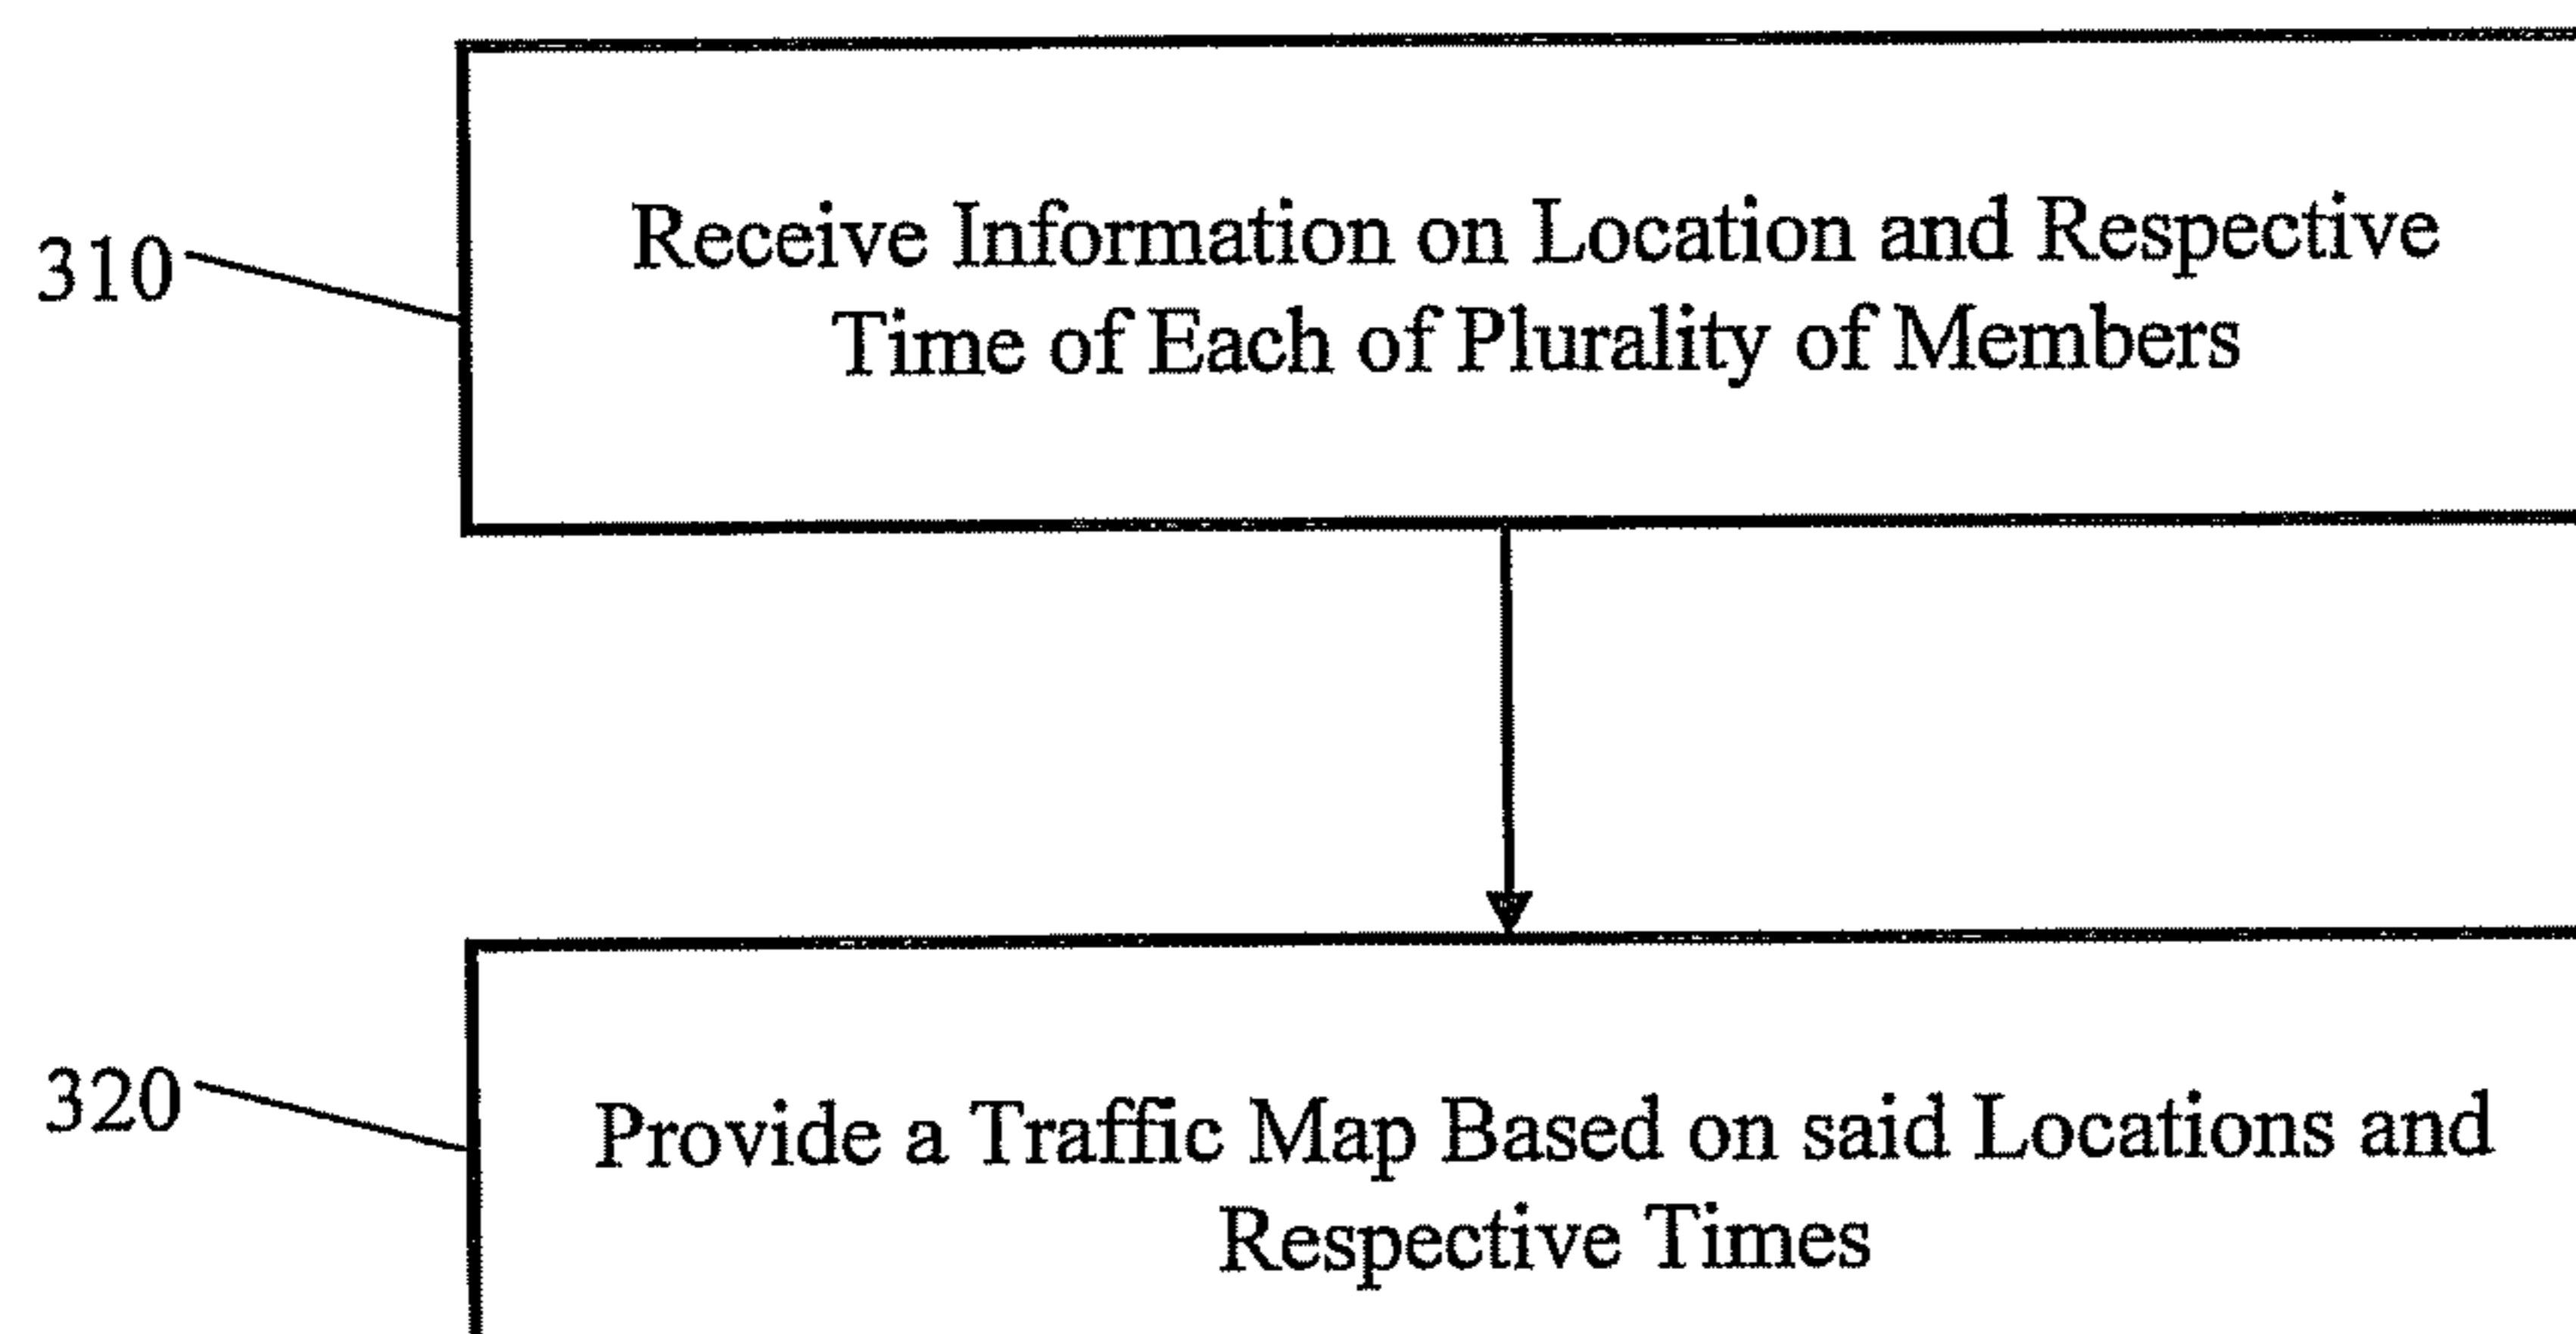 310
Receive Information on Location and Respective
Time of Each of Plurality of Members
320
Provide a Traffic Map Based on said Locations and
Respective Times